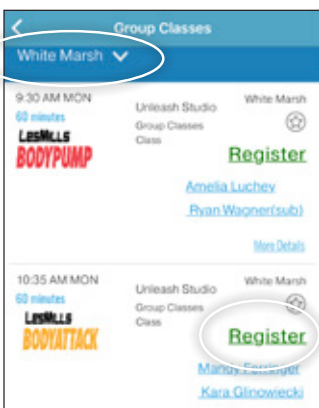 Group Classes
White Marsh
9:30 AM MON
60 minutes
LesMills
BODYPUMP
Unleash Studio
Group Classes
Class
White Marsh
Register
Amelia Luchey
Ryan Wagner(sub)
More Details
10:35 AM MON
60 minutes
LesMills
BODYATTACK
Unleash Studio
Group Classes
Class
White Marsh
Register
Mandy Ferringer
Kara Glinowiecki